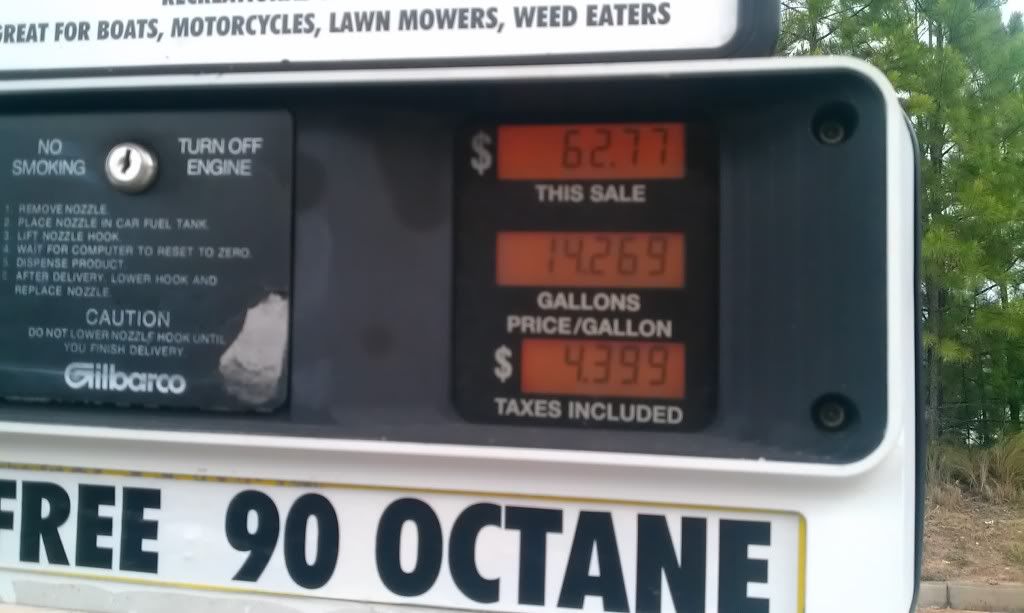 GREAT FOR BOATS, MOTORCYCLES, LAWN MOWERS, WEED EATERS
NO SMOKING
TURN OFF ENGINE
1. REMOVE NOZZLE.
2. PLACE NOZZLE IN CAR FUEL TANK.
3. LIFT NOZZLE HOOK.
4. WAIT FOR COMPUTER TO RESET TO ZERO.
5. DISPENSE PRODUCT
6. AFTER DELIVERY, LOWER HOOK AND
REPLACE NOZZLE.
CAUTION
DO NOT LOWER NOZZLE HOOK UNTIL
YOU FINISH DELIVERY
Gilbarco
$ 62.77
THIS SALE
14.269
GALLONS
PRICE/GALLON
$ 4.399
TAXES INCLUDED
FREE 90 OCTANE